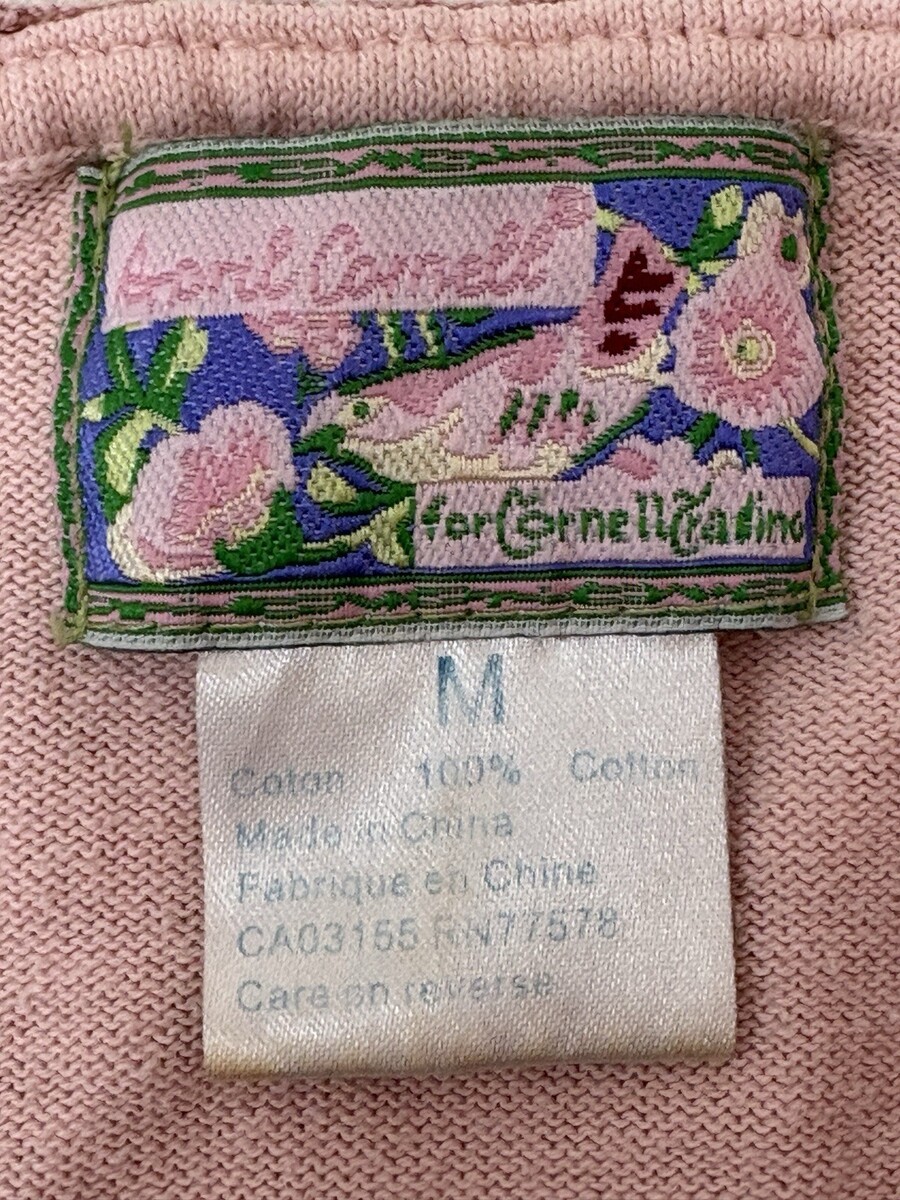 April Cornell
for Cornell Trading
M
Coton 100% Cotton
Made in China
Fabrique en Chine
CA03155 RN77578
Care on reverse